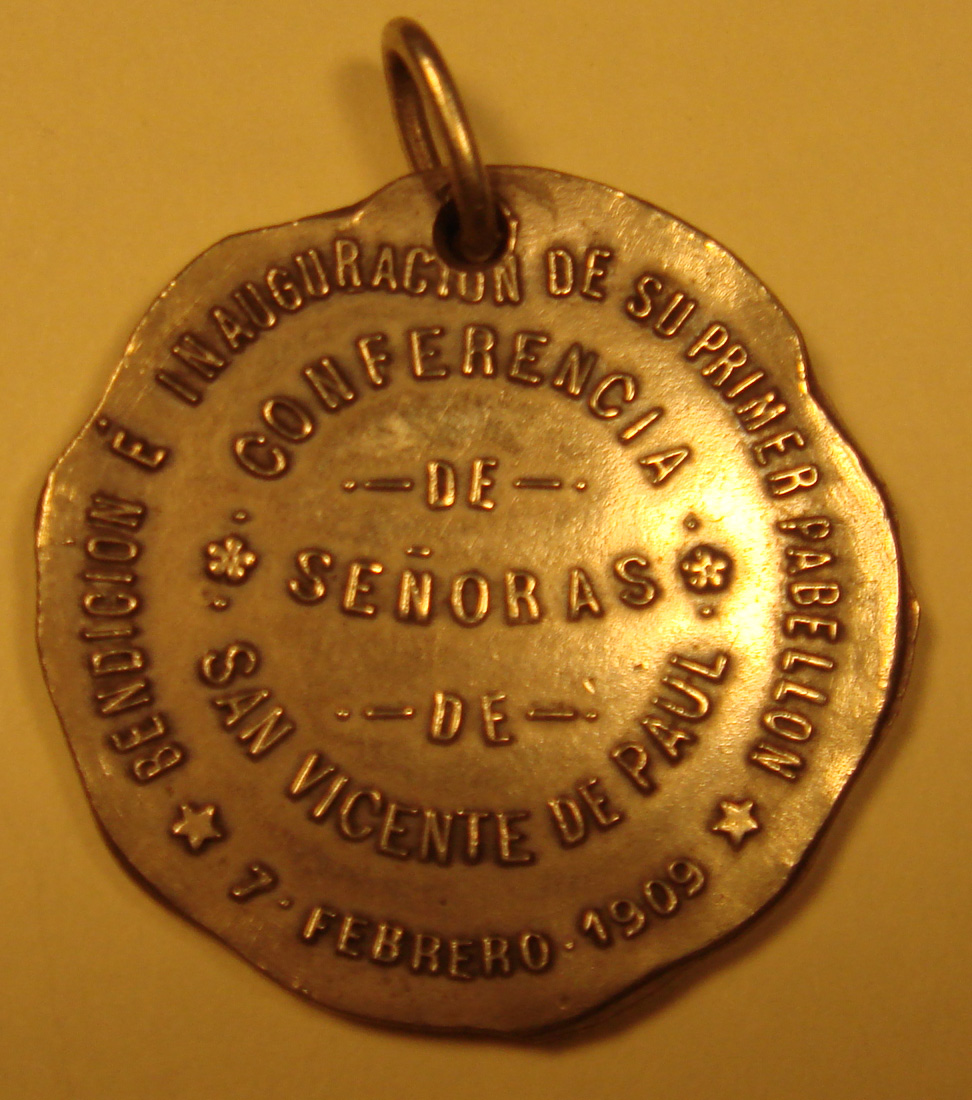 BENDICION É INAUGURACION DE SU PRIMER PABELLON
7·FEBRERO·1909
CONFERENCIA
DE
SEÑORAS
DE
SAN VICENTE DE PAUL